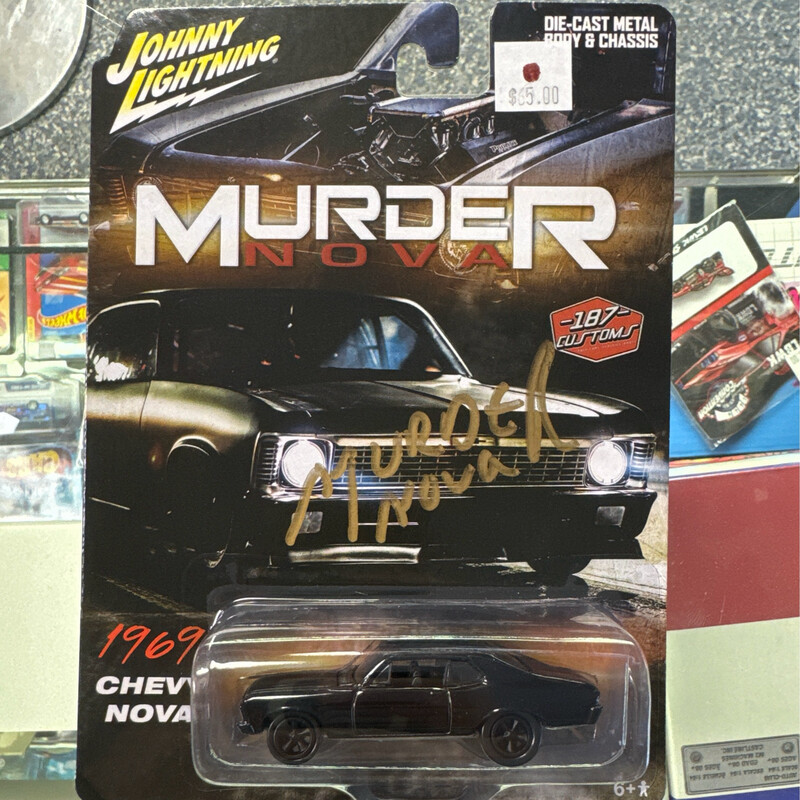 JOHNNY
LIGHTNING
DIE-CAST METAL
BODY & CHASSIS
$65.00
MURDER
NOVA
-187-
CUSTOMS
MURDER
NOVA
1969
CHEVY
NOVA
6+